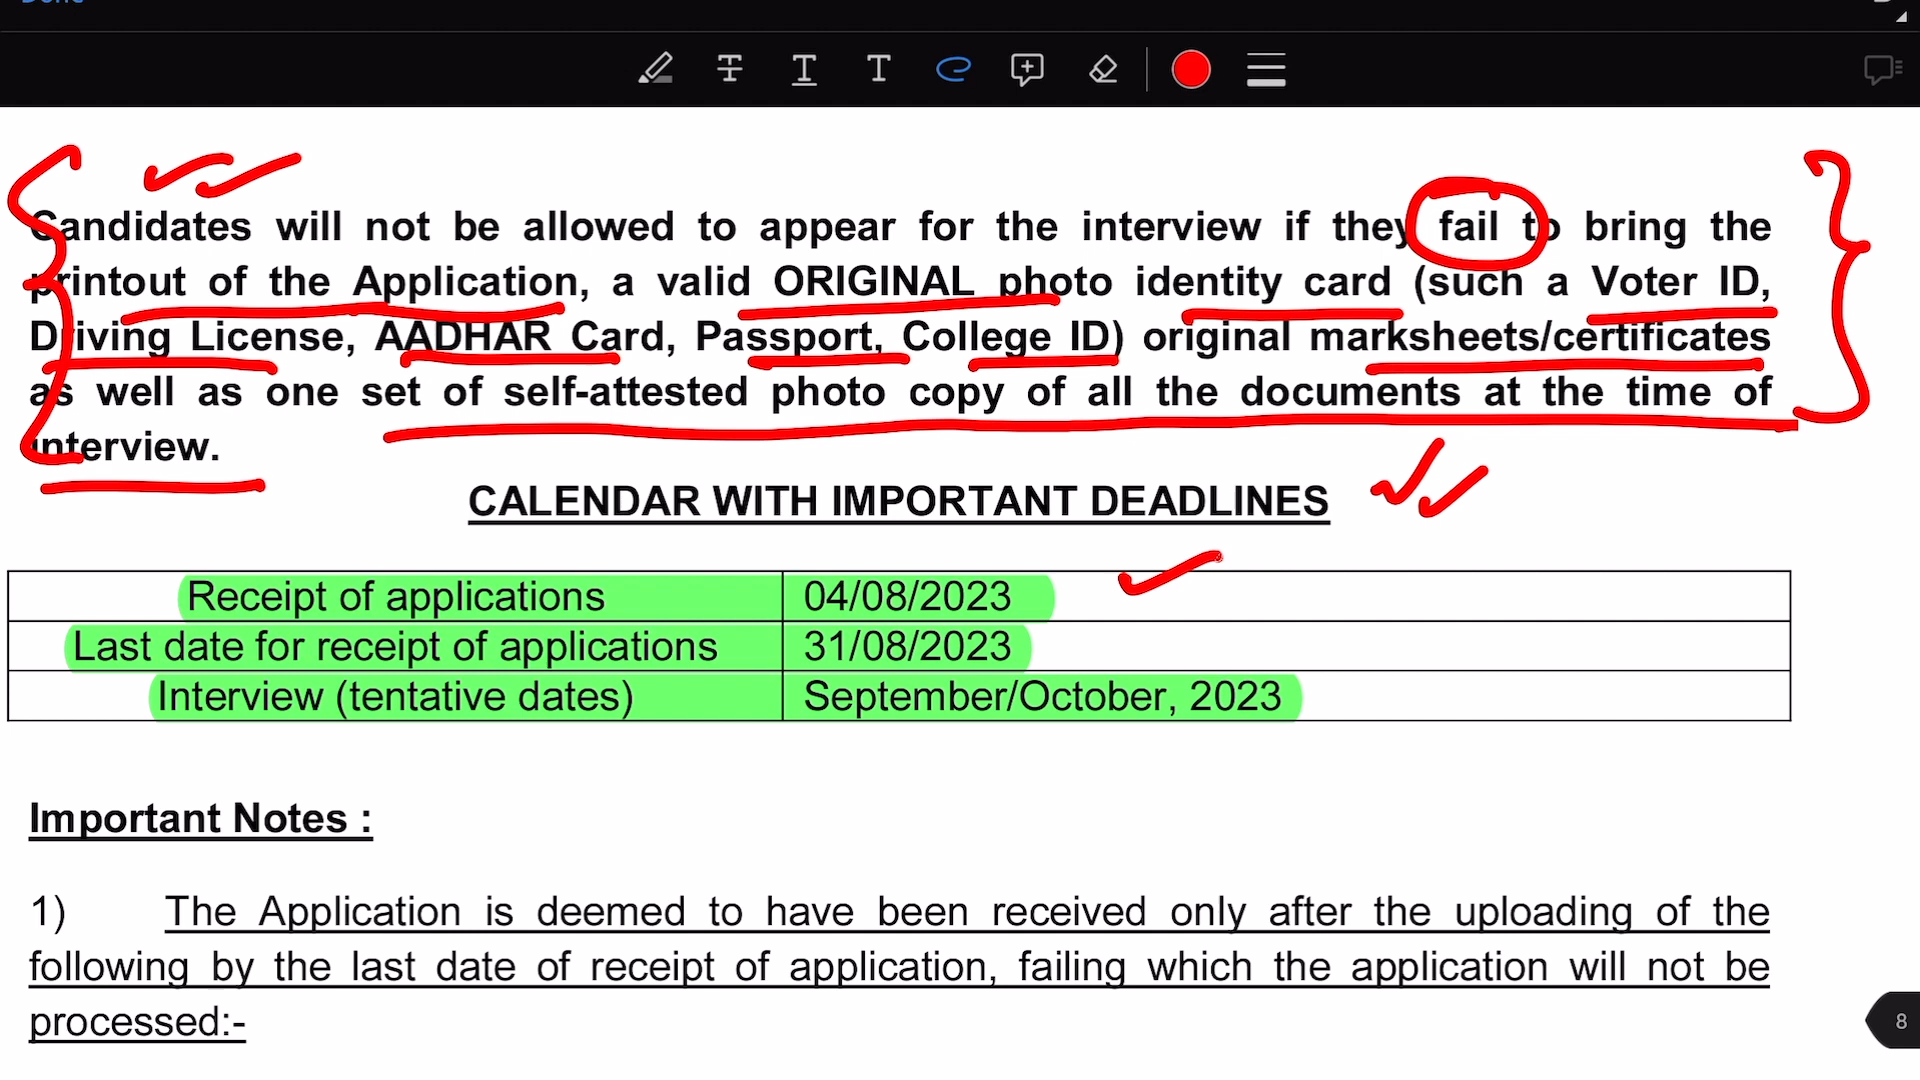 Done
Candidates will not be allowed to appear for the interview if they fail to bring the
printout of the Application, a valid ORIGINAL photo identity card (such a Voter ID,
Driving License, AADHAR Card, Passport, College ID) original marksheets/certificates
as well as one set of self-attested photo copy of all the documents at the time of
interview.
CALENDAR WITH IMPORTANT DEADLINES
Receipt of applications 04/08/2023
Last date for receipt of applications 31/08/2023
Interview (tentative dates) September/October, 2023
Important Notes :
1) The Application is deemed to have been received only after the uploading of the
following by the last date of receipt of application, failing which the application will not be
processed:-
8